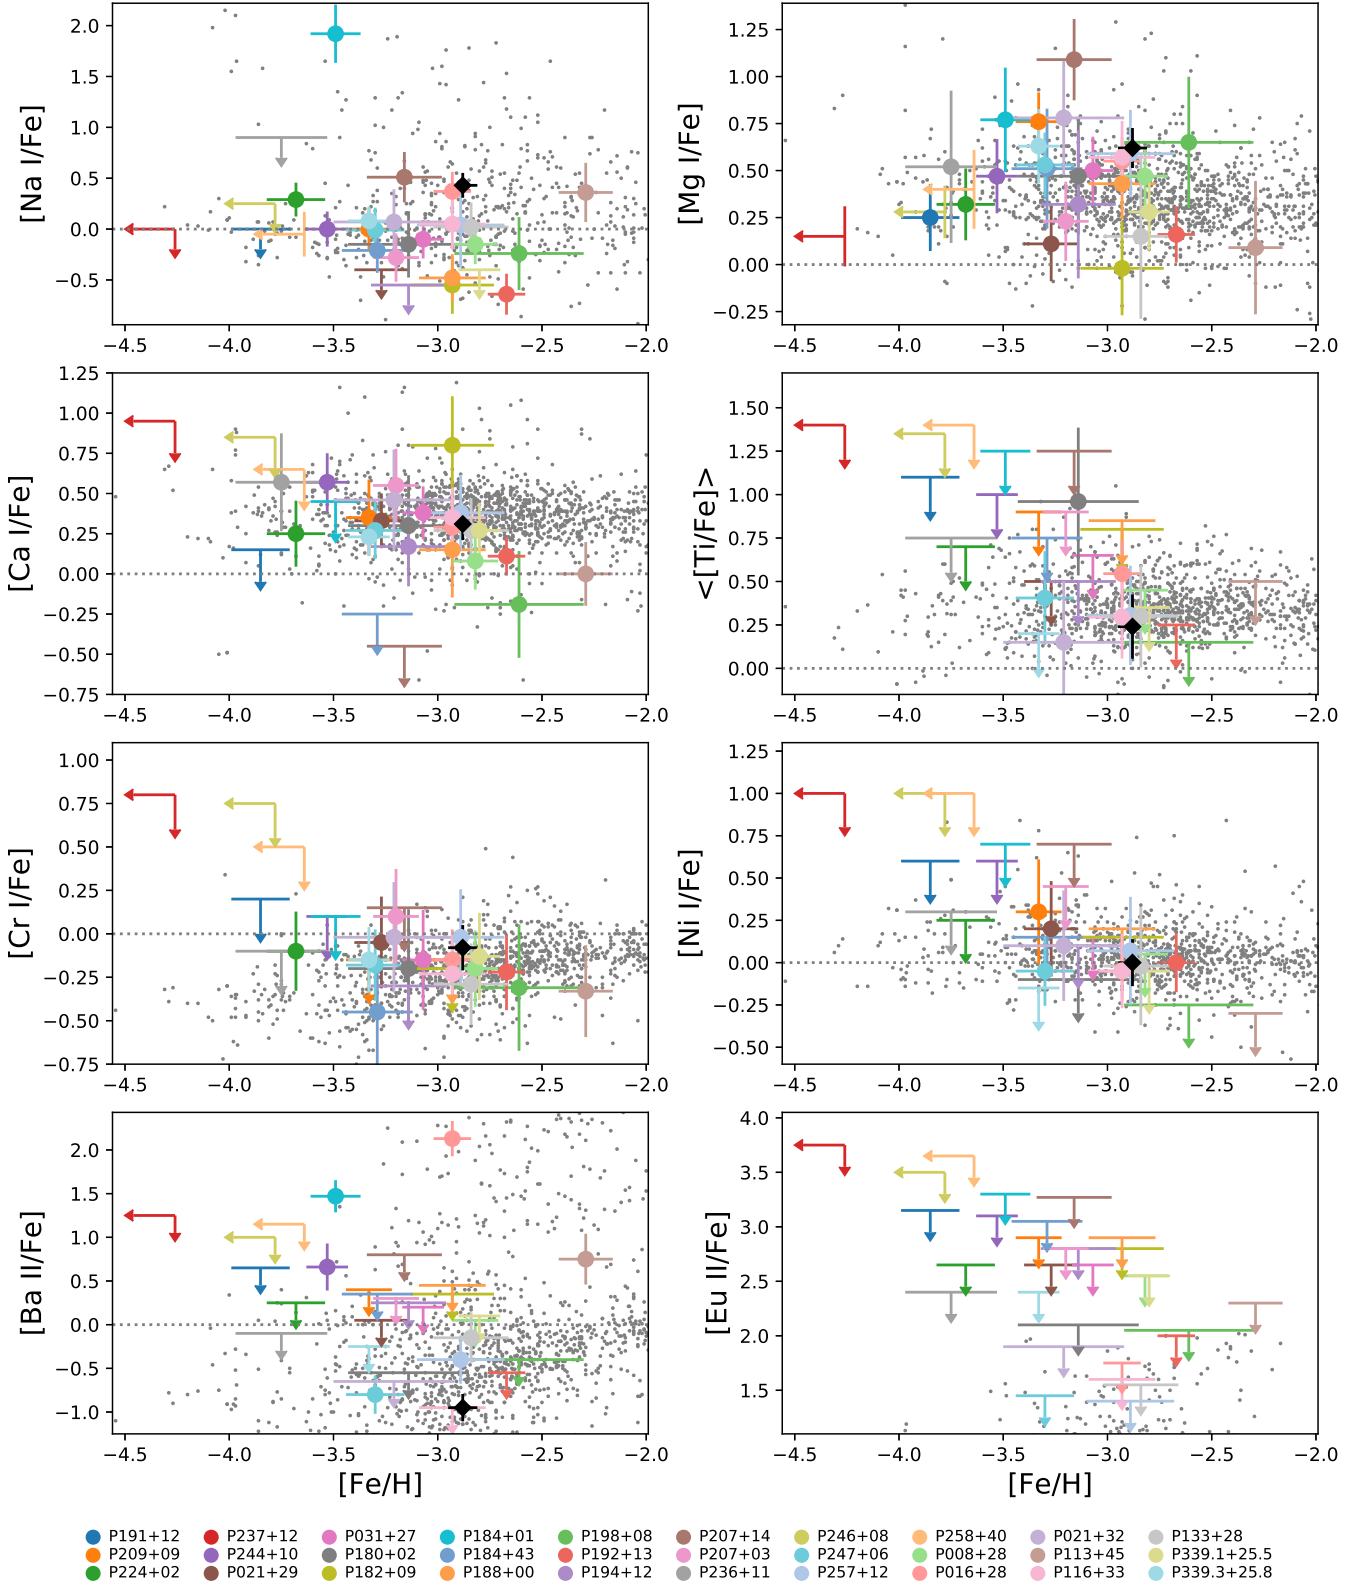 [Na I/Fe]
2.0
1.5
1.0
0.5
0.0
−0.5
−4.5 −4.0 −3.5 −3.0 −2.5 −2.0
[Mg I/Fe]
1.25
1.00
0.75
0.50
0.25
0.00
−0.25
−4.5 −4.0 −3.5 −3.0 −2.5 −2.0
[Ca I/Fe]
1.25
1.00
0.75
0.50
0.25
0.00
−0.25
−0.50
−0.75
−4.5 −4.0 −3.5 −3.0 −2.5 −2.0
<[Ti/Fe]>
1.50
1.25
1.00
0.75
0.50
0.25
0.00
−4.5 −4.0 −3.5 −3.0 −2.5 −2.0
[Cr I/Fe]
1.00
0.75
0.50
0.25
0.00
−0.25
−0.50
−0.75
−4.5 −4.0 −3.5 −3.0 −2.5 −2.0
[Ni I/Fe]
1.25
1.00
0.75
0.50
0.25
0.00
−0.25
−0.50
−4.5 −4.0 −3.5 −3.0 −2.5 −2.0
[Ba II/Fe]
2.0
1.5
1.0
0.5
0.0
−0.5
−1.0
−4.5 −4.0 −3.5 −3.0 −2.5 −2.0
[Fe/H]
[Eu II/Fe]
4.0
3.5
3.0
2.5
2.0
1.5
−4.5 −4.0 −3.5 −3.0 −2.5 −2.0
[Fe/H]
P191+12 P237+12 P031+27 P184+01 P198+08 P207+14 P246+08 P258+40 P021+32 P133+28
P209+09 P244+10 P180+02 P184+43 P192+13 P207+03 P247+06 P008+28 P113+45 P339.1+25.5
P224+02 P021+29 P182+09 P188+00 P194+12 P236+11 P257+12 P016+28 P116+33 P339.3+25.8